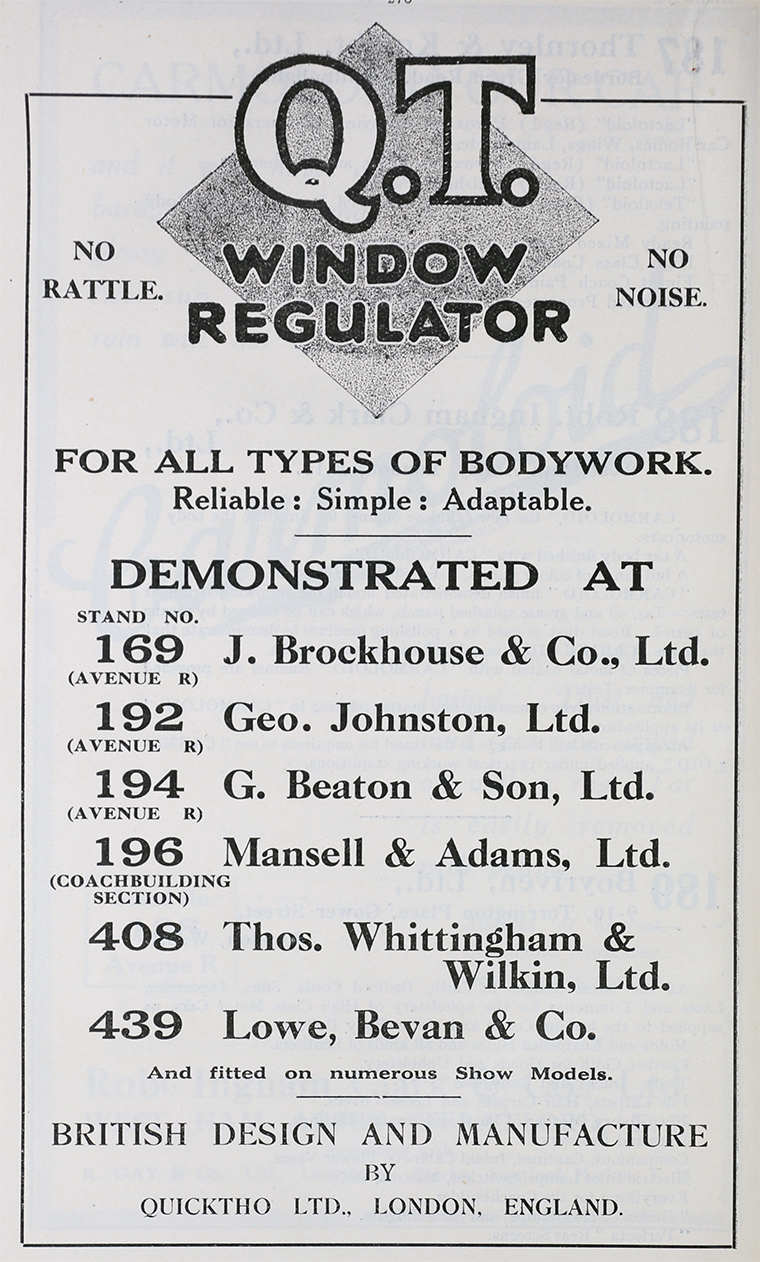 Q.T.
WINDOW
REGULATOR
NO
RATTLE.
NO
NOISE.
FOR ALL TYPES OF BODYWORK.
Reliable : Simple : Adaptable.
DEMONSTRATED AT
STAND NO.
169 J. Brockhouse & Co., Ltd.
(AVENUE R)
192 Geo. Johnston, Ltd.
(AVENUE R)
194 G. Beaton & Son, Ltd.
(AVENUE R)
196 Mansell & Adams, Ltd.
(COACHBUILDING
SECTION)
408 Thos. Whittingham &
Wilkin, Ltd.
439 Lowe, Bevan & Co.
And fitted on numerous Show Models.
BRITISH DESIGN AND MANUFACTURE
BY
QUICKTHO LTD., LONDON, ENGLAND.